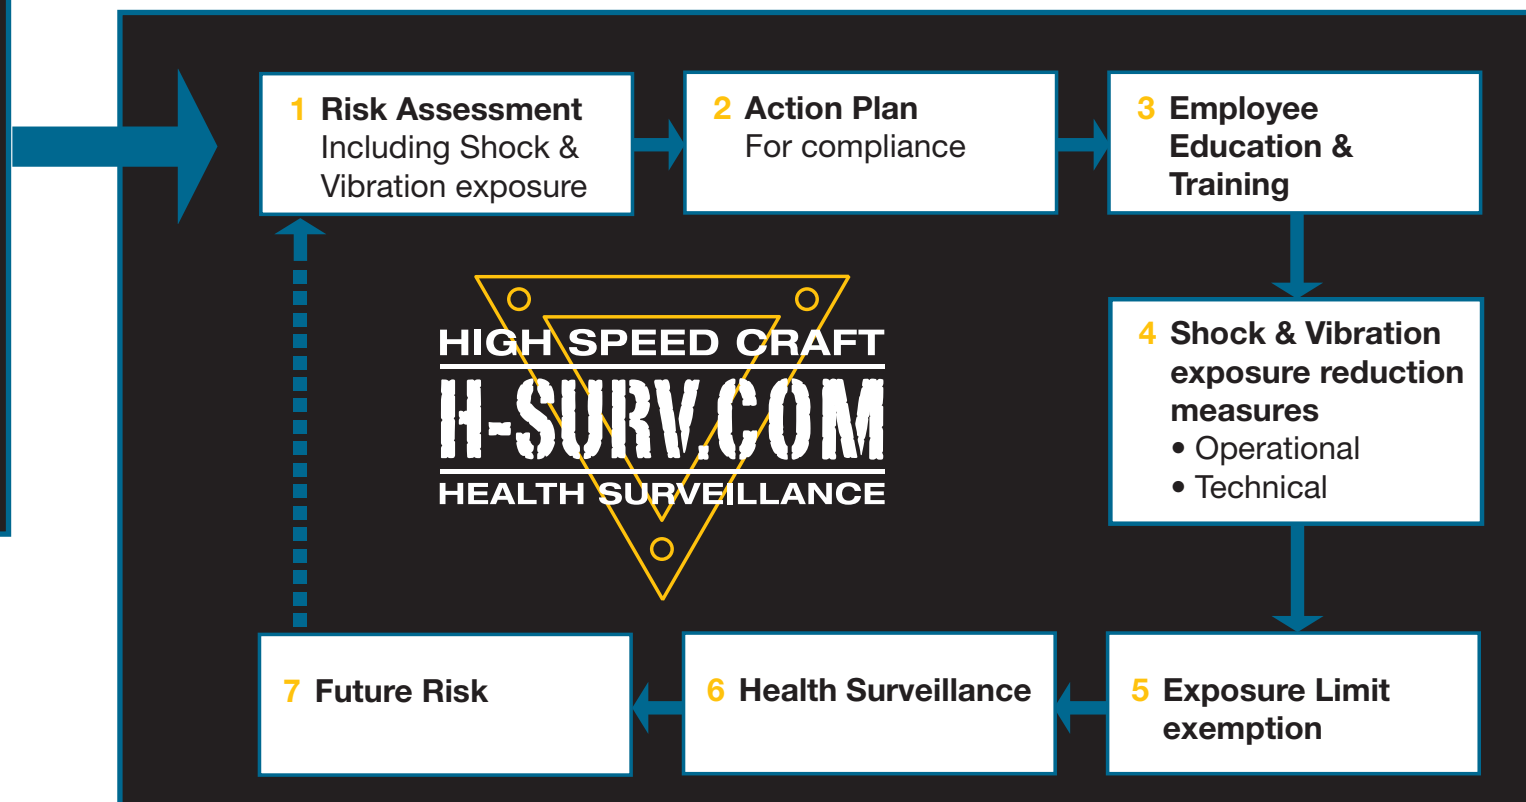 1 Risk Assessment
Including Shock &
Vibration exposure
2 Action Plan
For compliance
3 Employee
Education &
Training
HIGH SPEED CRAFT
H-SURV.COM
HEALTH SURVEILLANCE
4 Shock & Vibration
exposure reduction
measures
• Operational
• Technical
5 Exposure Limit
exemption
6 Health Surveillance
7 Future Risk